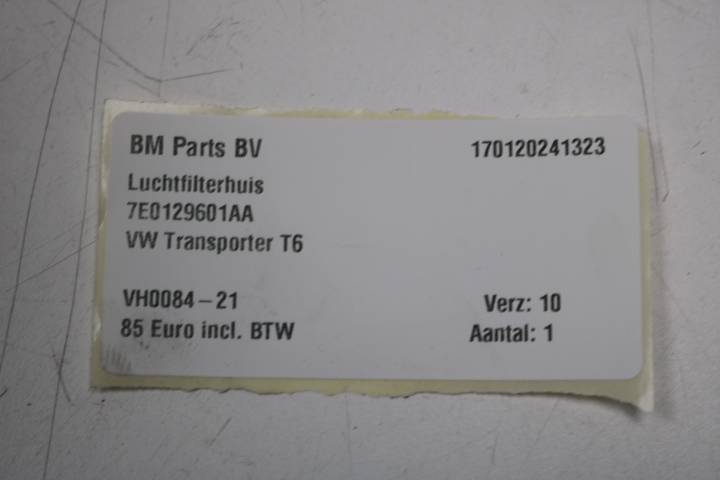 BM Parts BV 170120241323
Luchtfilterhuis
7E0129601AA
VW Transporter T6
VH0084-21 Verz: 10
85 Euro incl. BTW Aantal: 1